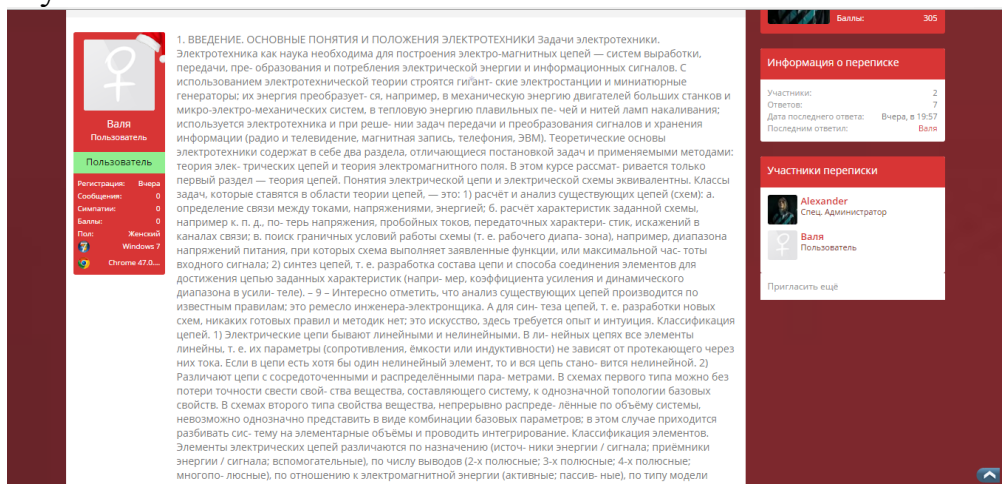 Валя
Пользователь
Пользователь
Регистрация: Вчера
Сообщения: 0
Симпатии: 0
Баллы: 0
Пол: Женский
Windows 7
Chrome 47.0....
1. ВВЕДЕНИЕ. ОСНОВНЫЕ ПОНЯТИЯ И ПОЛОЖЕНИЯ ЭЛЕКТРОТЕХНИКИ Задачи электротехники.
Электротехника как наука необходима для построения электро-магнитных цепей — систем выработки,
передачи, пре- образования и потребления электрической энергии и информационных сигналов. С
использованием электротехнической теории строятся гигант- ские электростанции и миниатюрные
генераторы; их энергия преобразует- ся, например, в механическую энергию двигателей больших станков и
микро-электро-механических систем, в тепловую энергию плавильных пе- чей и нитей ламп накаливания;
используется электротехника и при реше- нии задач передачи и преобразования сигналов и хранения
информации (радио и телевидение, магнитная запись, телефония, ЭВМ). Теоретические основы
электротехники содержат в себе два раздела, отличающиеся постановкой задач и применяемыми методами:
теория элек- трических цепей и теория электромагнитного поля. В этом курсе рассмат- ривается только
первый раздел — теория цепей. Понятия электрической цепи и электрической схемы эквивалентны. Классы
задач, которые ставятся в области теории цепей, — это: 1) расчёт и анализ существующих цепей (схем): а.
определение связи между токами, напряжениями, энергией; б. расчёт характеристик заданной схемы,
например к. п. д., по- терь напряжения, пробойных токов, передаточных характери- стик, искажений в
каналах связи; в. поиск граничных условий работы схемы (т. е. рабочего диапа- зона), например, диапазона
напряжений питания, при которых схема выполняет заявленные функции, или максимальной час- тоты
входного сигнала; 2) синтез цепей, т. е. разработка состава цепи и способа соединения элементов для
достижения цепью заданных характеристик (напри- мер, коэффициента усиления и динамического
диапазона в усили- теле). – 9 – Интересно отметить, что анализ существующих цепей производится по
известным правилам; это ремесло инженера-электронщика. А для син- теза цепей, т. е. разработки новых
схем, никаких готовых правил и методик нет; это искусство, здесь требуется опыт и интуиция. Классификация
цепей. 1) Электрические цепи бывают линейными и нелинейными. В ли- нейных цепях все элементы
линейны, т. е. их параметры (сопротивления, ёмкости или индуктивности) не зависят от протекающего через
них тока. Если в цепи есть хотя бы один нелинейный элемент, то и вся цепь стано- вится нелинейной. 2)
Различают цепи с сосредоточенными и распределёнными пара- метрами. В схемах первого типа можно без
потери точности свести свой- ства вещества, составляющего систему, к однозначной топологии базовых
свойств. В схемах второго типа свойства вещества, непрерывно распреде- лённые по объёму системы,
невозможно однозначно представить в виде комбинации базовых параметров; в этом случае приходится
разбивать сис- тему на элементарные объёмы и проводить интегрирование. Классификация элементов.
Элементы электрических цепей различаются по назначению (источ- ники энергии / сигнала; приёмники
энергии / сигнала; вспомогательные), по числу выводов (2-х полюсные; 3-х полюсные; 4-х полюсные;
многопо- люсные), по отношению к электромагнитной энергии (активные; пассив- ные), по типу модели
Баллы: 305
Информация о переписке
Участники: 2
Ответов: 7
Дата последнего ответа: Вчера, в 19:57
Последним ответил: Валя
Участники переписки
Alexander
Спец. Администратор
Валя
Пользователь
Пригласить ещё